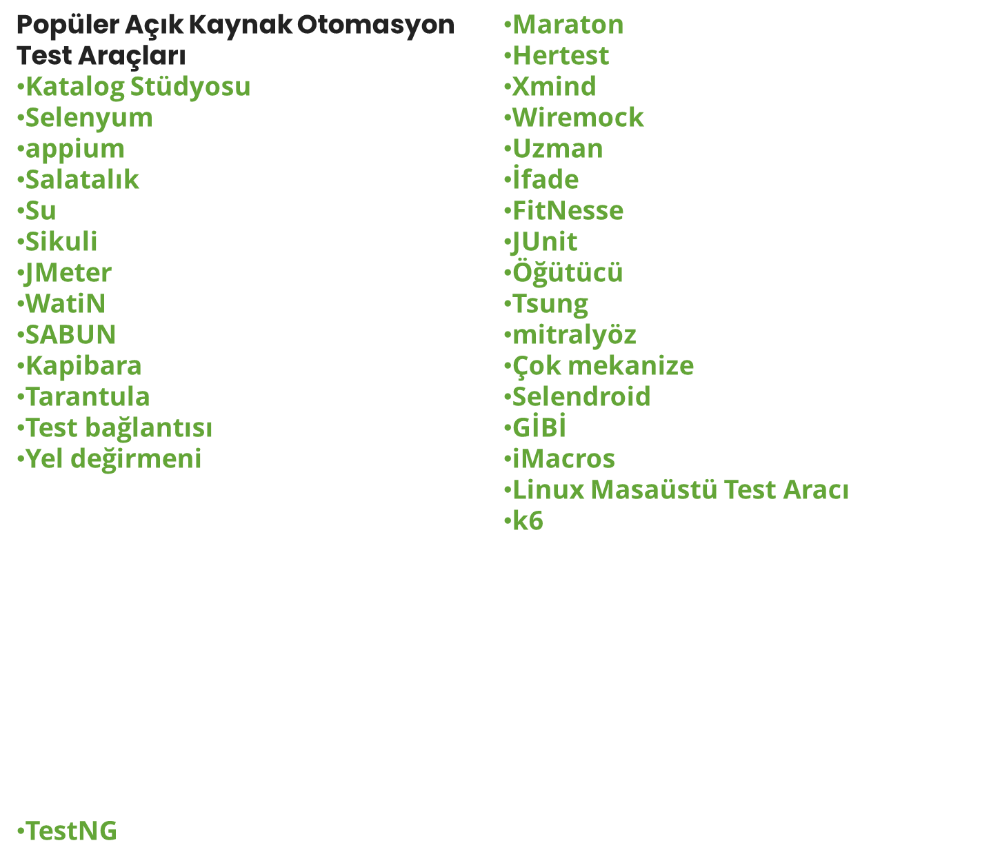 Popüler Açık Kaynak Otomasyon
Test Araçları
•Katalog Stüdyosu
•Selenyum
•appium
•Salatalık
•Su
•Sikuli
•JMeter
•WatiN
•SABUN
•Kapibara
•Tarantula
•Test bağlantısı
•Yel değirmeni
•TestNG
•Maraton
•Hertest
•Xmind
•Wiremock
•Uzman
•İfade
•FitNesse
•JUnit
•Öğütücü
•Tsung
•mitralyöz
•Çok mekanize
•Selendroid
•GİBİ
•iMacros
•Linux Masaüstü Test Aracı
•k6